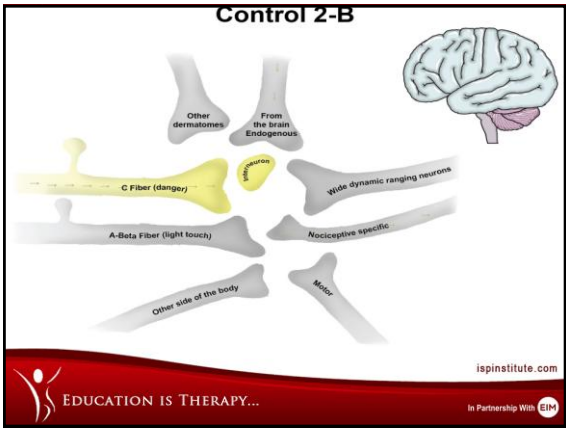 Control 2-B
Other
dermatomes
From
the brain
Endogenous
Interneuron
C Fiber (danger)
Wide dynamic ranging neurons
A-Beta Fiber (light touch)
Nociceptive specific
Other side of the body
Motor
ispinstitute.com
EDUCATION IS THERAPY...
In Partnership With EIM